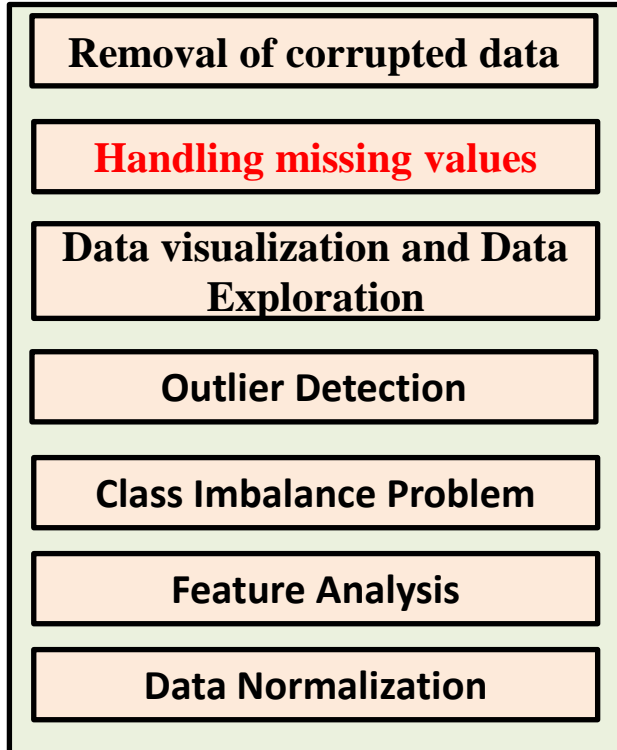 Removal of corrupted data
Handling missing values
Data visualization and Data
Exploration
Outlier Detection
Class Imbalance Problem
Feature Analysis
Data Normalization